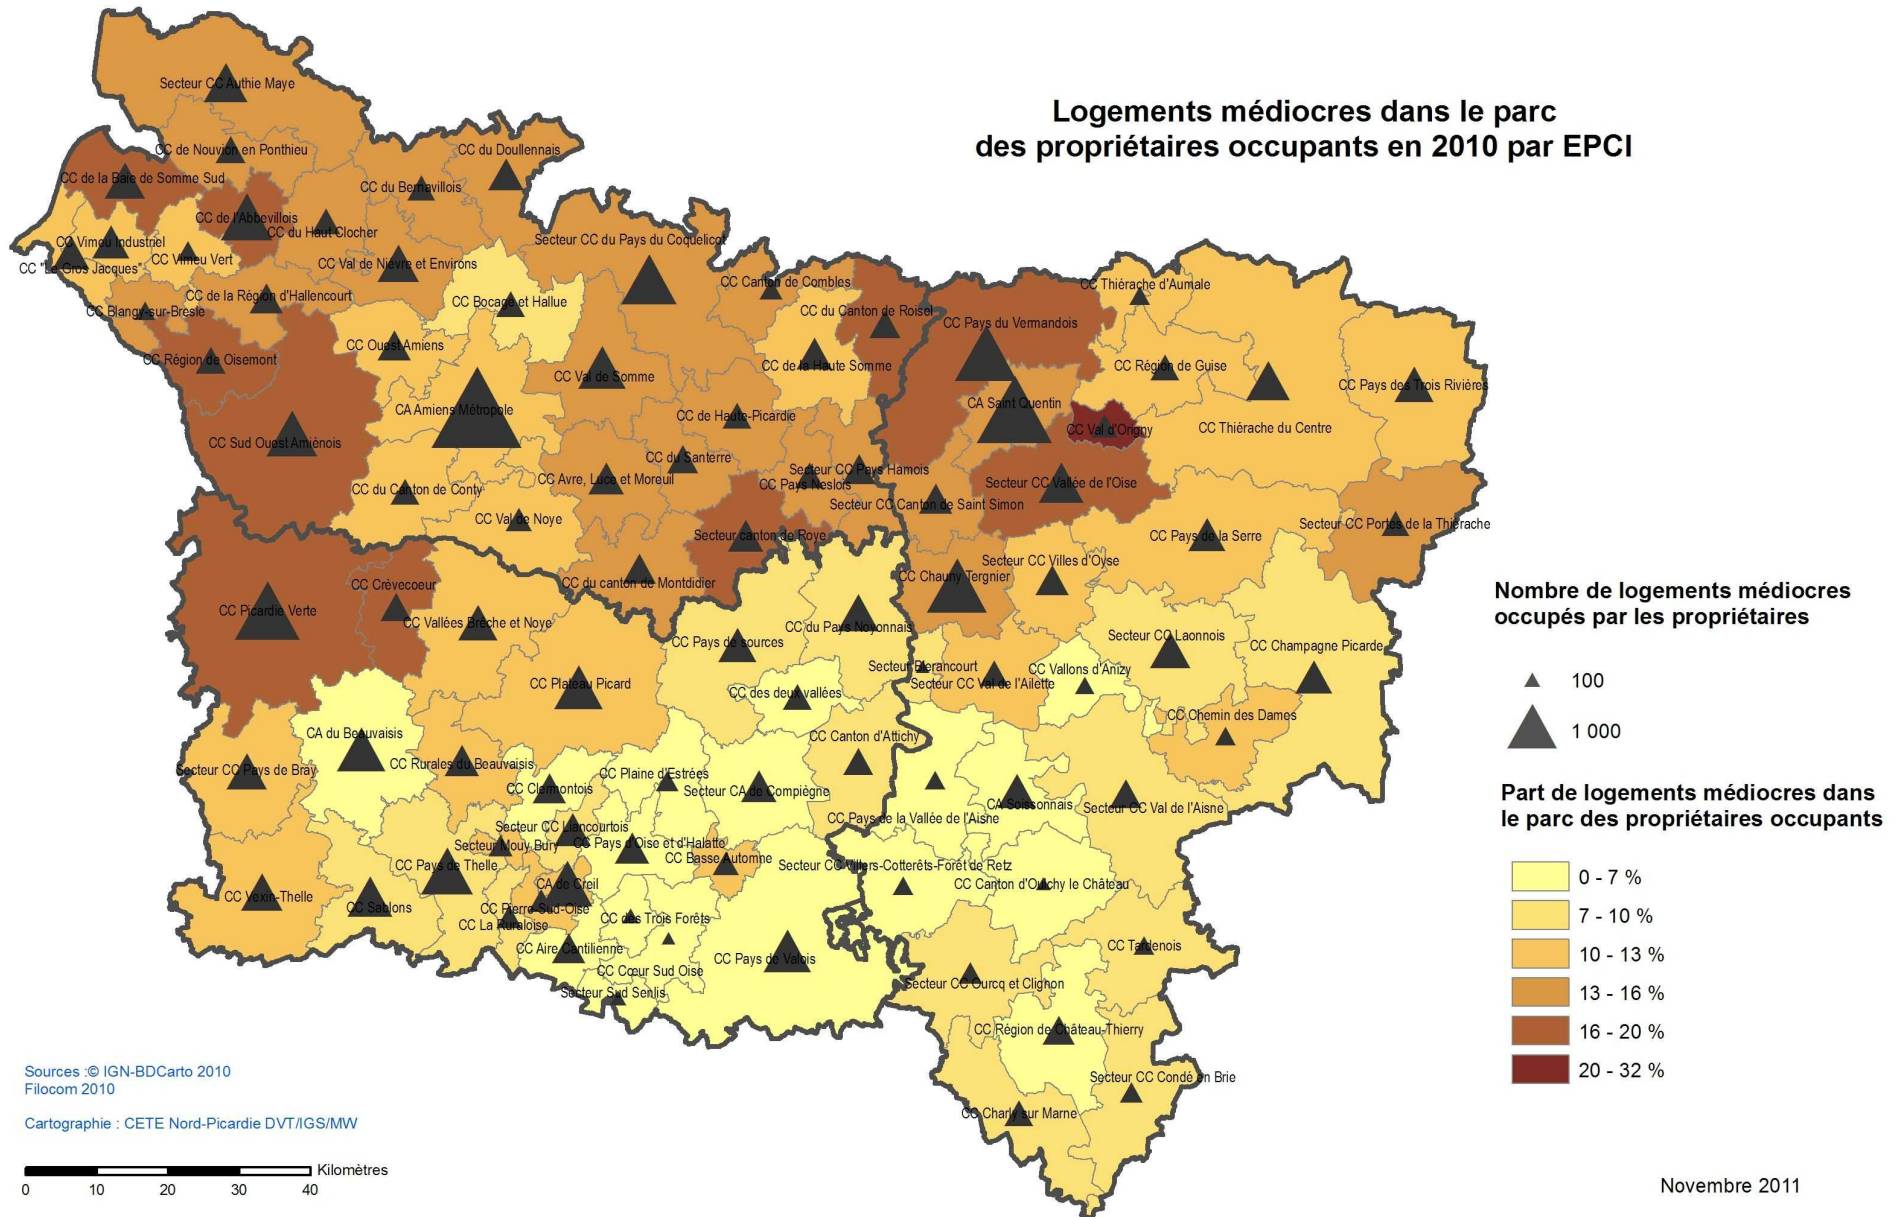 Logements médiocres dans le parc
des propriétaires occupants en 2010 par EPCI
Secteur CC Authie Maye
CC de Nouvion en Ponthieu
CC du Doullennais
CC de la Baie de Somme Sud
CC du Bernavillois
CC de l'Abbevillois
CC du Haut Clocher
CC Vimeu Industriel
CC Vimeu Vert
CC "Le Gros Jacques"
CC Val de Nièvre et Environs
Secteur CC du Pays du Coquelicot
CC Blangy-sur-Bresle
CC de la Région d'Hallencourt
CC Bocage et Hallue
CC Canton de Combles
CC du Canton de Roisel
CC Pays du Vermandois
CC Thiérache d'Aumale
CC Région de Oisemont
CC Ouest Amiens
CC Val de Somme
CC de la Haute Somme
CC Région de Guise
CC Pays des Trois Rivières
CA Amiens Métropole
CC de Haute-Picardie
CA Saint Quentin
CC Val d'Origny
CC Thiérache du Centre
CC Sud Ouest Amiénois
CC du Santerre
CC Avre, Luce et Moreuil
CC Pays Neslois
Secteur CC Pays Hamois
Secteur CC Vallée de l'Oise
CC du Canton de Conty
CC Val de Noye
Secteur CC Canton de Saint Simon
Secteur canton de Roye
CC Pays de la Serre
Secteur CC Portes de la Thiérache
CC du canton de Montdidier
CC Chauny Tergnier
Secteur CC Villes d'Oyse
CC Picardie Verte
CC Crèvecoeur
CC Vallées Brèche et Noye
CC Pays de sources
CC du Pays Noyonnais
Secteur CC Laonnois
CC Champagne Picarde
CC Plateau Picard
CC des deux vallées
Secteur Blérancourt
Secteur CC Val de l'Ailette
CC Vallons d'Anizy
CC Chemin des Dames
CA du Beauvaisis
Secteur CC Pays de Bray
CC Rurales du Beauvaisis
CC Canton d'Attichy
CC Clermontois
CC Plaine d'Estrées
Secteur CA de Compiègne
CC Pays de la Vallée de l'Aisne
CA Soissonnais
Secteur CC Val de l'Aisne
Secteur CC Liancourtois
Secteur Mouy Bury
CC Pays d'Oise et d'Halatte
CC Basse Automne
Secteur CC Villers-Cotterêts-Forêt de Retz
CC Canton d'Oulchy le Château
CC Vexin-Thelle
CC Pays de Thelle
CC Sablons
CA de Creil
CC Pierre-Sud-Oise
CC La Ruraloise
CC des Trois Forêts
CC Aire Cantilienne
CC Cœur Sud Oise
CC Pays de Valois
Secteur Sud Senlis
CC Tardenois
Secteur CC Ourcq et Clignon
CC Région de Château-Thierry
Secteur CC Condé en Brie
CC Charly sur Marne
Nombre de logements médiocres
occupés par les propriétaires
100
1 000
Part de logements médiocres dans
le parc des propriétaires occupants
0 - 7 %
7 - 10 %
10 - 13 %
13 - 16 %
16 - 20 %
20 - 32 %
Sources :© IGN-BDCarto 2010
Filocom 2010
Cartographie : CETE Nord-Picardie DVT/IGS/MW
Kilomètres
0 10 20 30 40
Novembre 2011